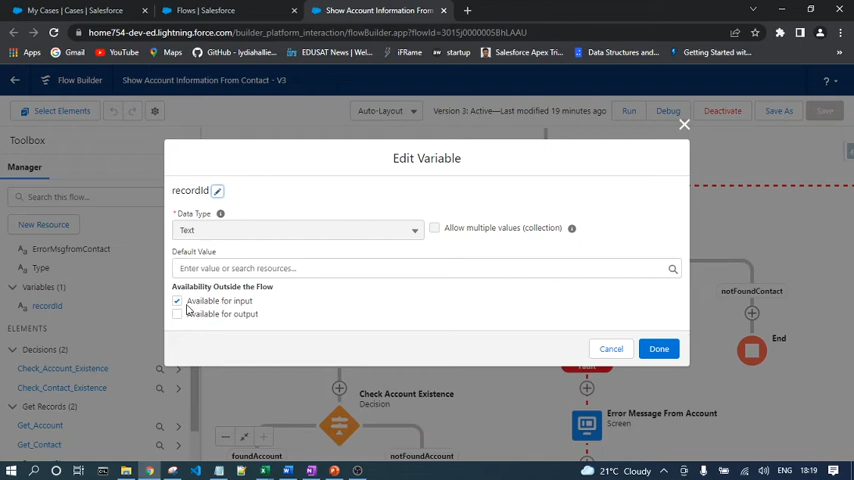 My Cases | Cases | Salesforce
Flows | Salesforce
Show Account Information From
home754-dev-ed.lightning.force.com/builder_platform_interaction/flowBuilder.app?flowId=3015j0000005BhLAAU
Apps
Gmail
YouTube
Maps
GitHub - lydiahallie...
EDUSAT News – Go...
iFRAme
startup
Salesforce Apex Trig...
Data Structures and...
Getting Started with...
Flow Builder
Show Account Information From Contact - V3
?
Select Elements
Auto-Layout
Version 3: Active—Last modified 19 minutes ago
Run
Debug
Deactivate
Save As
Save
Toolbox
Manager
Search this flow...
New Resource
ErrorMsgfromContact
Type
Variables (1)
recordId
ELEMENTS
Decisions (2)
Check_Account_Existence
Check_Contact_Existence
Get Records (2)
Get_Account
Get_Contact
Edit Variable
recordId
*Data Type
Text
Allow multiple values (collection)
Default Value
Enter value or search resources...
Availability Outside the Flow
Available for input
Available for output
Cancel
Done
notFoundContact
End
Fault
Check Account Existence
Decision
Error Message From Account
Screen
foundAccount
notFoundAccount
21°C Cloudy
ENG
18:19